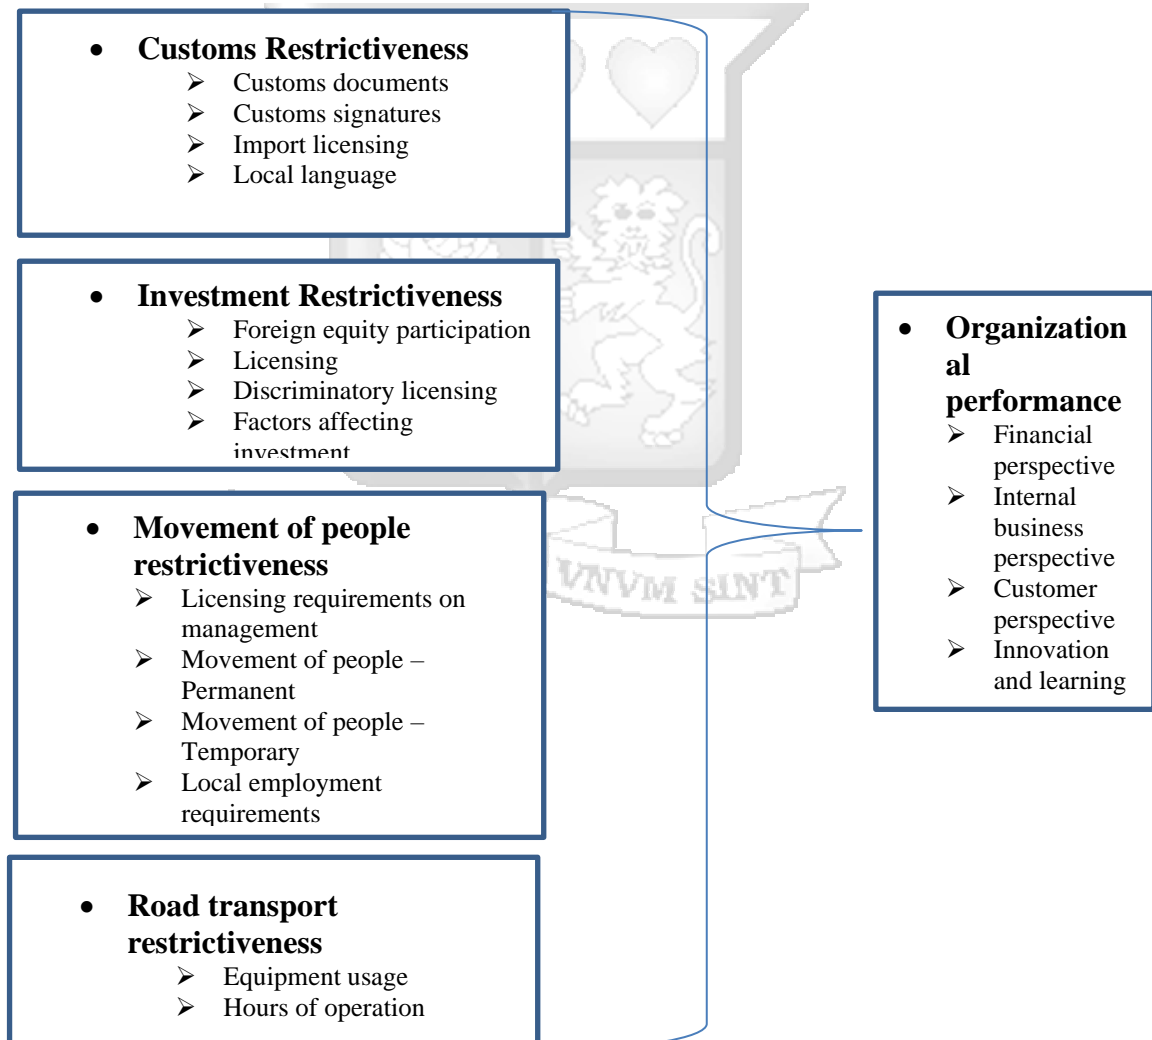 • Customs Restrictiveness
➢ Customs documents
➢ Customs signatures
➢ Import licensing
➢ Local language
• Investment Restrictiveness
➢ Foreign equity participation
➢ Licensing
➢ Discriminatory licensing
➢ Factors affecting
investment
• Movement of people
restrictiveness
➢ Licensing requirements on
management
➢ Movement of people –
Permanent
➢ Movement of people –
Temporary
➢ Local employment
requirements
• Road transport
restrictiveness
➢ Equipment usage
➢ Hours of operation
• Organization
al
performance
➢ Financial
perspective
➢ Internal
business
perspective
➢ Customer
perspective
➢ Innovation
and learning
VNVM SINT